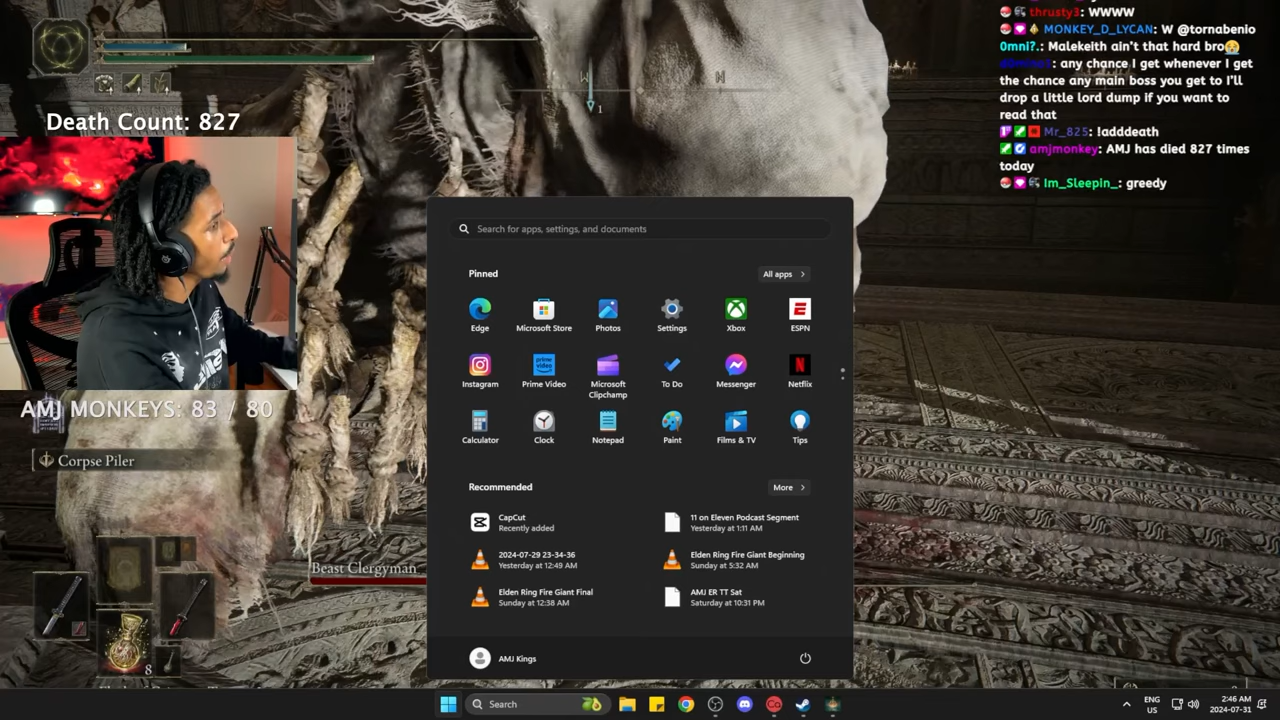 thrusty3: WWWW
MONKEY_D_LYCAN: W @tornabenio
0mni?.: Malekeith ain't that hard bro
any chance I get whenever I get
the chance any main boss you get to I'll
drop a little lord dump if you want to
read that
Mr_825: !adddeath
amjmonkey: AMJ has died 827 times
today
Im_Sleepin_: greedy
W
N
1
Death Count: 827
AMJ MONKEYS: 83 / 80
Corpse Piler
Beast Clergyman
8
Search for apps, settings, and documents
Pinned
All apps
Edge
Microsoft Store
Photos
Settings
Xbox
ESPN
Instagram
prime video
Prime Video
Microsoft
Clipchamp
To Do
Messenger
Netflix
Calculator
Clock
Notepad
Paint
Films & TV
Tips
Recommended
More
CapCut
Recently added
11 on Eleven Podcast Segment
Yesterday at 1:11 AM
2024-07-29 23-34-36
Yesterday at 12:49 AM
Elden Ring Fire Giant Beginning
Sunday at 5:32 AM
Elden Ring Fire Giant Final
Sunday at 12:38 AM
AMJ ER TT Sat
Saturday at 10:31 PM
AMJ Kings
Search
ENG
US
2:46 AM
2024-07-31